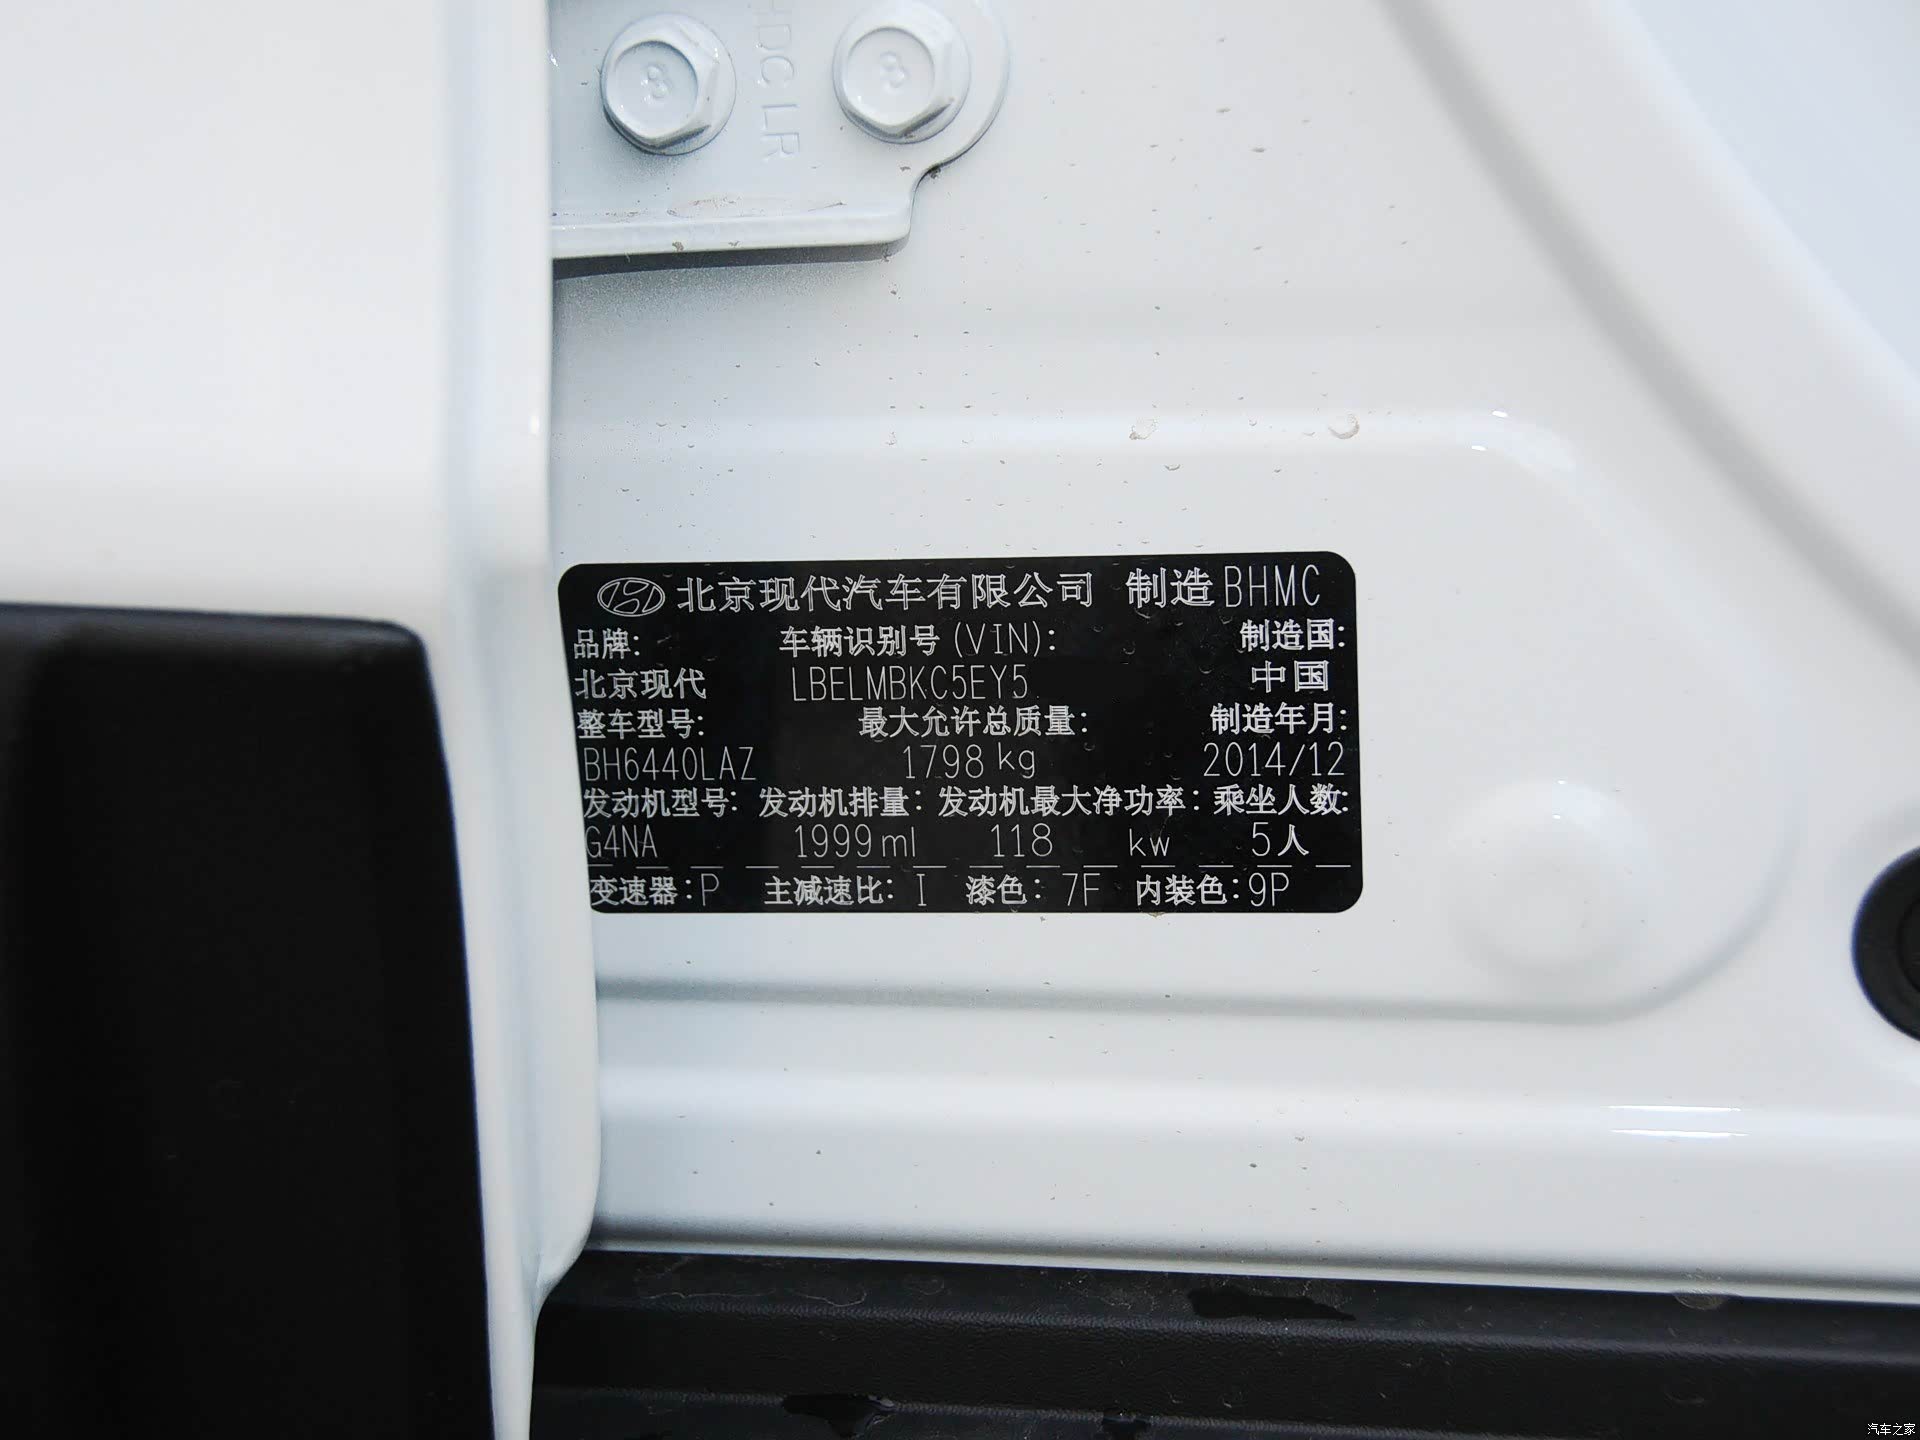 HDC LR
8
8
北京现代汽车有限公司 制造 BHMC
品牌: 车辆识别号 (VIN): 制造国:
北京现代 LBELMBKC5EY5 中国
整车型号: 最大允许总质量: 制造年月:
BH6440LAZ 1798 kg 2014/12
发动机型号: 发动机排量: 发动机最大净功率: 乘坐人数:
G4NA 1999 ml 118 kw 5人
变速器: P 主减速比: I 漆色: 7F 内装色: 9P
汽车之家